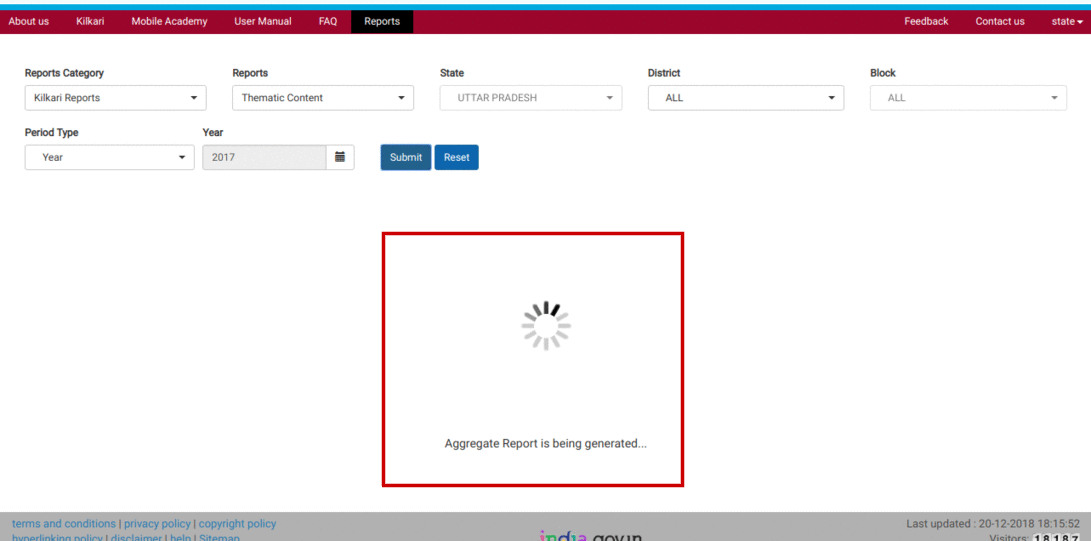 About us Kilkari Mobile Academy User Manual FAQ Reports Feedback Contact us state
Reports Category Reports State District Block
Kilkari Reports Thematic Content UTTAR PRADESH ALL ALL
Period Type Year
Year 2017 Submit Reset
Aggregate Report is being generated...
terms and conditions | privacy policy | copyright policy Last updated : 20-12-2018 18:15:52
hyperlinking policy | disclaimer | help | Sitemap india.gov.in Visitors: 18187